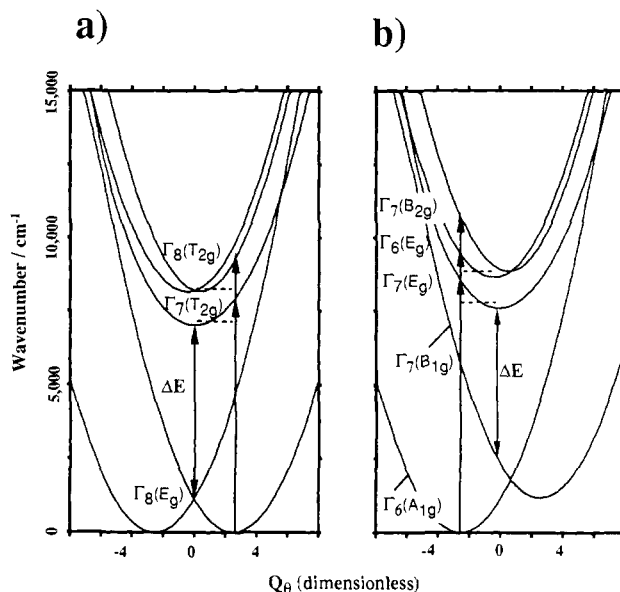 a)
b)
Wavenumber / cm⁻¹
15,000
10,000
5,000
0
Γ₈(T₂g)
Γ₇(T₂g)
ΔE
Γ₈(Eg)
-4 0 4
Γ₇(B₂g)
Γ₆(Eg)
Γ₇(Eg)
Γ₇(B₁g)
ΔE
Γ₆(A₁g)
-4 0 4
Q_θ (dimensionless)